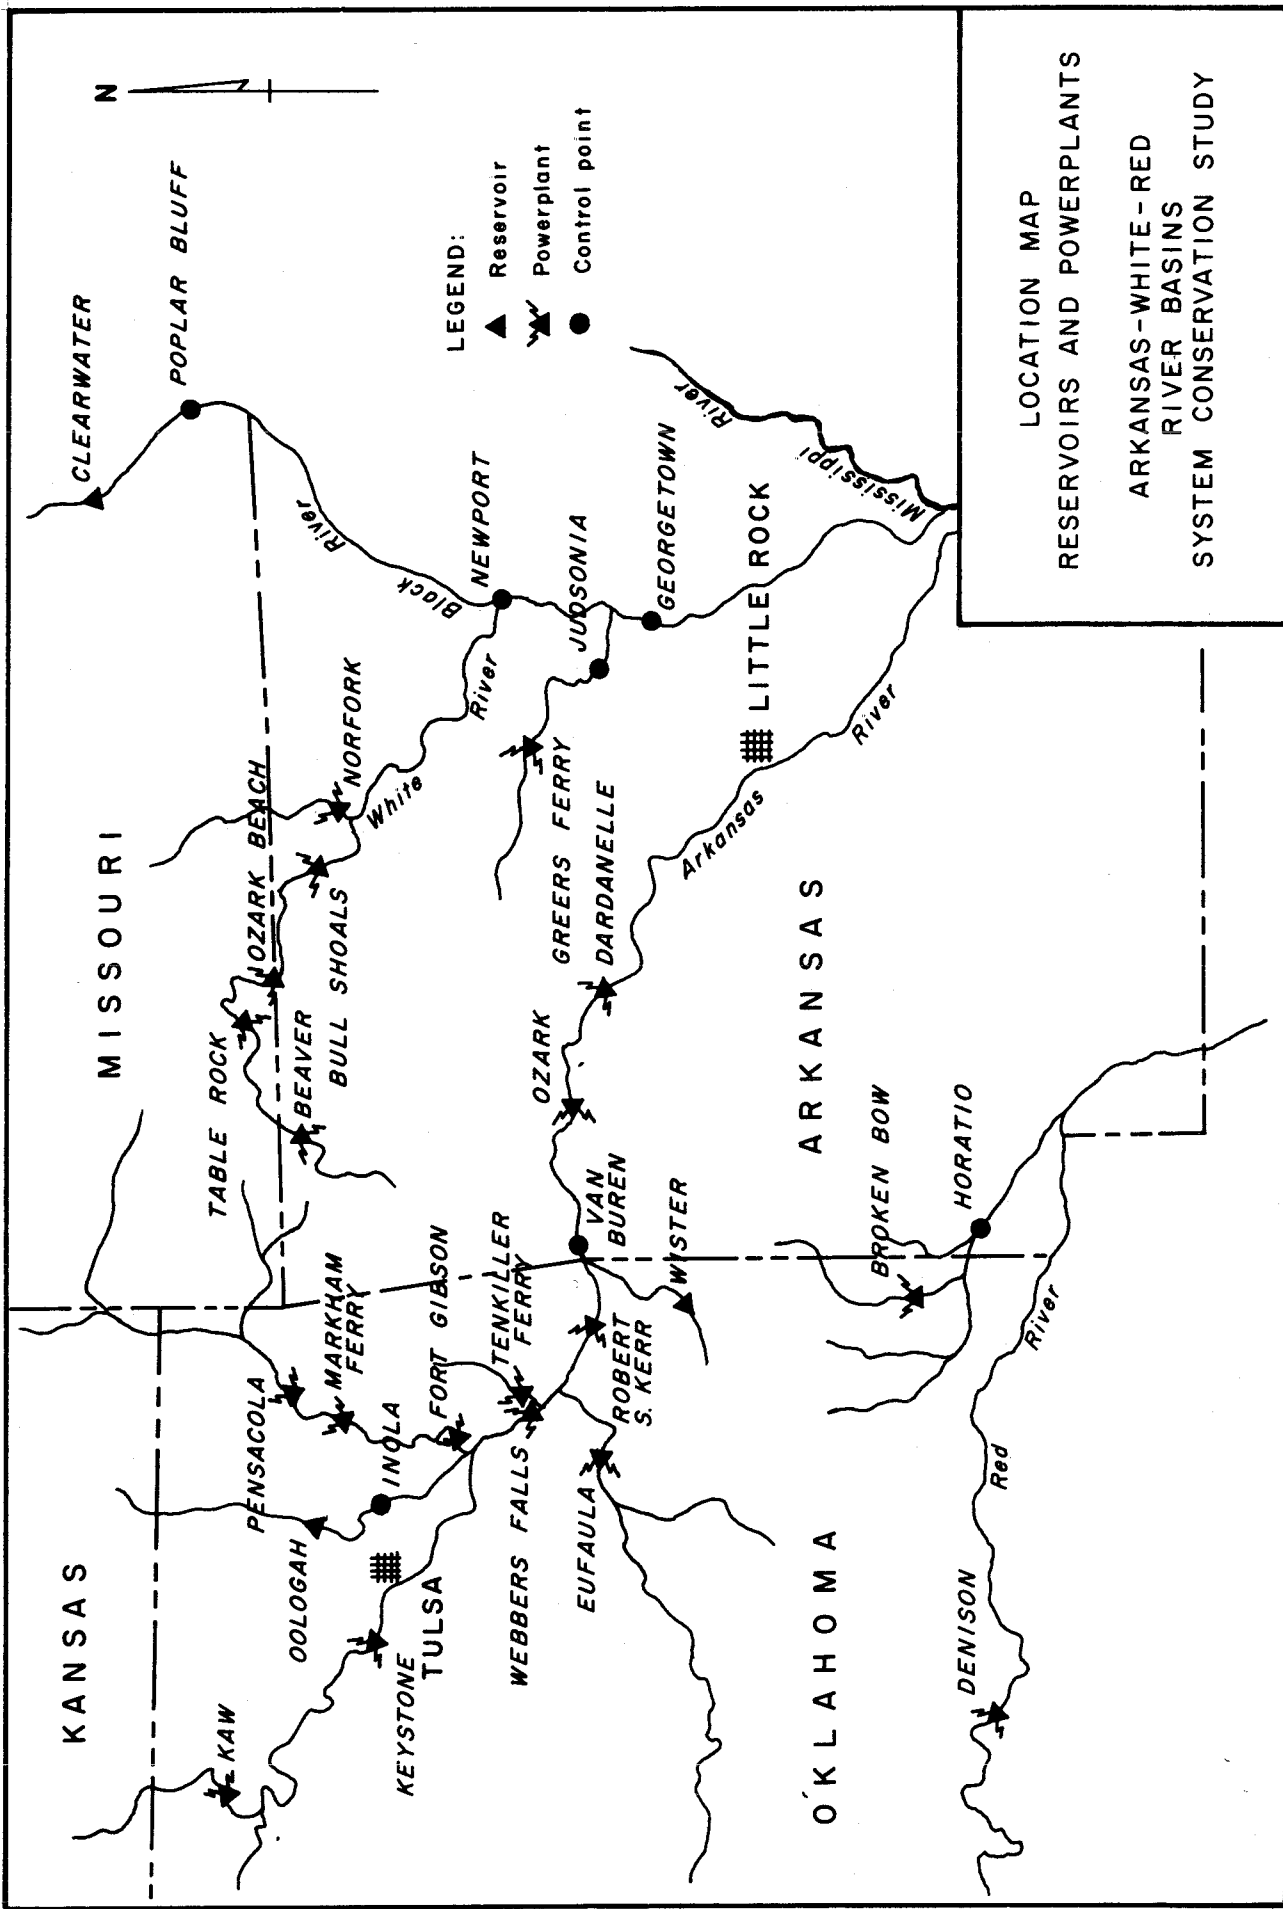 KANSAS
MISSOURI
N
CLEARWATER
POPLAR BLUFF
KAW
OOLOGAH
PENSACOLA
TABLE ROCK
OZARK BEACH
BEAVER
BULL SHOALS
NORFORK
MARKHAM
FERRY
INOLA
KEYSTONE
TULSA
FORT GIBSON
White
River
Black
River
NEWPORT
LEGEND:
Reservoir
Powerplant
Control point
WEBBERS FALLS
TENKILLER
FERRY
OZARK
GREERS FERRY
DARDANELLE
JUDSONIA
EUFAULA
ROBERT
S. KERR
VAN
BUREN
WISTER
GEORGETOWN
Mississippi
River
LITTLE ROCK
Arkansas
River
OKLAHOMA
ARKANSAS
BROKEN BOW
HORATIO
DENISON
Red
River
LOCATION MAP
RESERVOIRS AND POWERPLANTS
ARKANSAS-WHITE-RED
RIVER BASINS
SYSTEM CONSERVATION STUDY